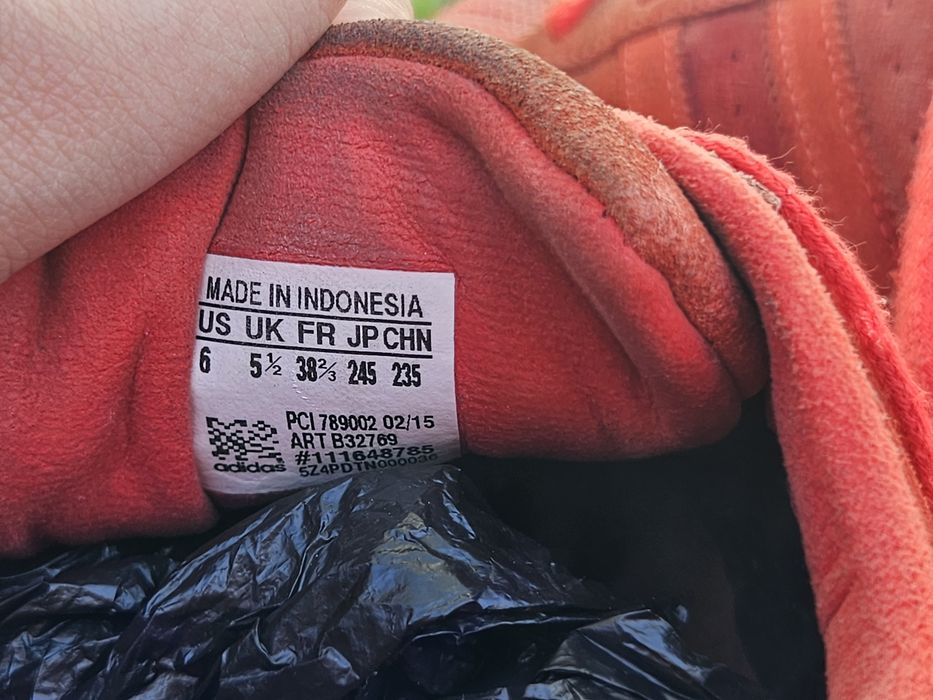 MADE IN INDONESIA
US UK FR JP CHN
6 5½ 38⅔ 245 235
PCI 789002 02/15
ART B32769
#111648785
adidas 5Z4PDTN000036